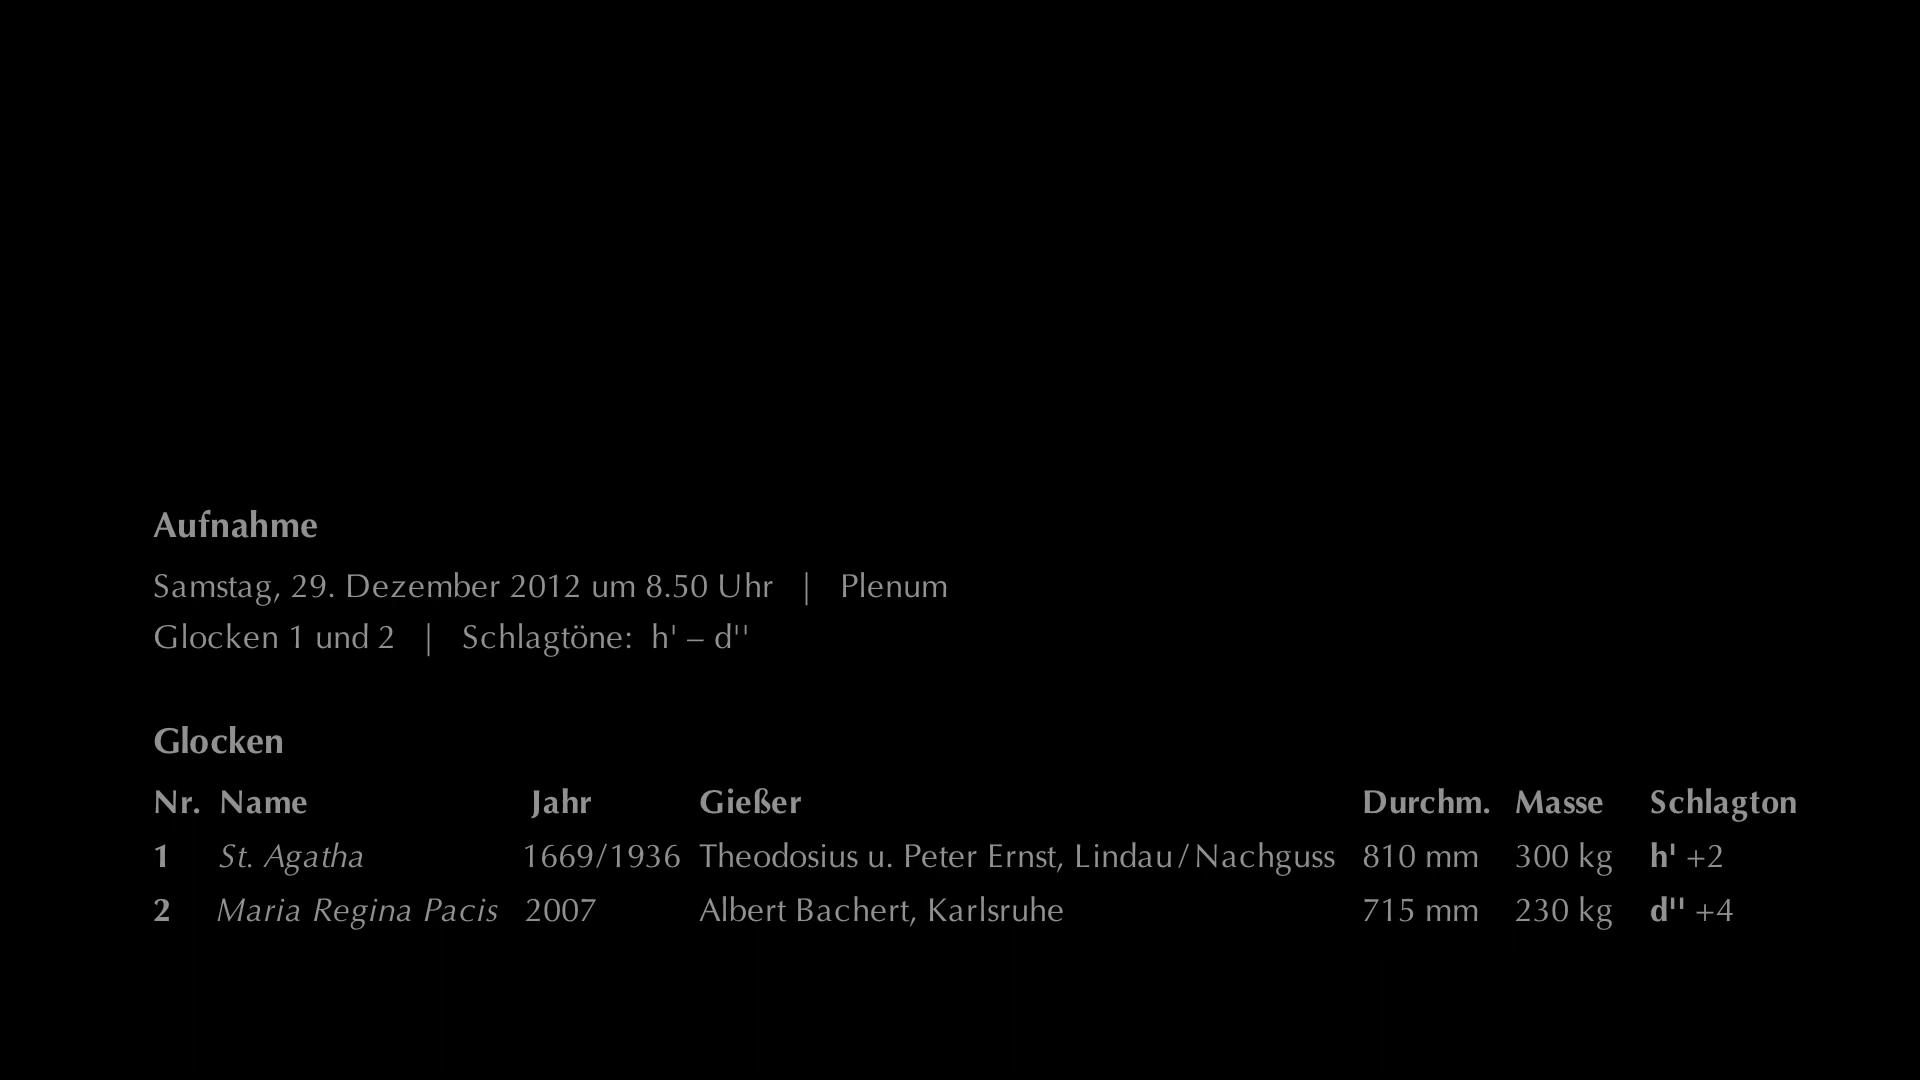 Aufnahme
Samstag, 29. Dezember 2012 um 8.50 Uhr | Plenum
Glocken 1 und 2 | Schlagtöne: h' – d''
Glocken
Nr. Name Jahr Gießer Durchm. Masse Schlagton
1 St. Agatha 1669/1936 Theodosius u. Peter Ernst, Lindau/Nachguss 810 mm 300 kg h' +2
2 Maria Regina Pacis 2007 Albert Bachert, Karlsruhe 715 mm 230 kg d'' +4